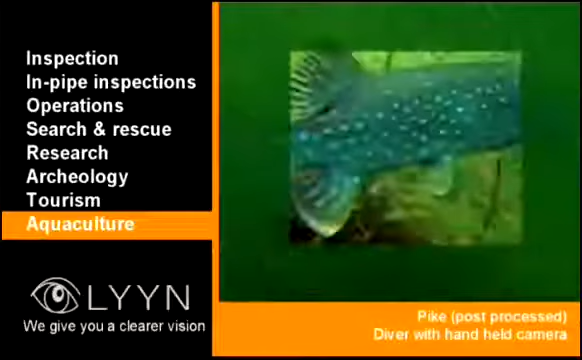 Inspection
In-pipe inspections
Operations
Search & rescue
Research
Archeology
Tourism
Aquaculture
LYYN
We give you a clearer vision
Pike (post processed)
Diver with hand held camera